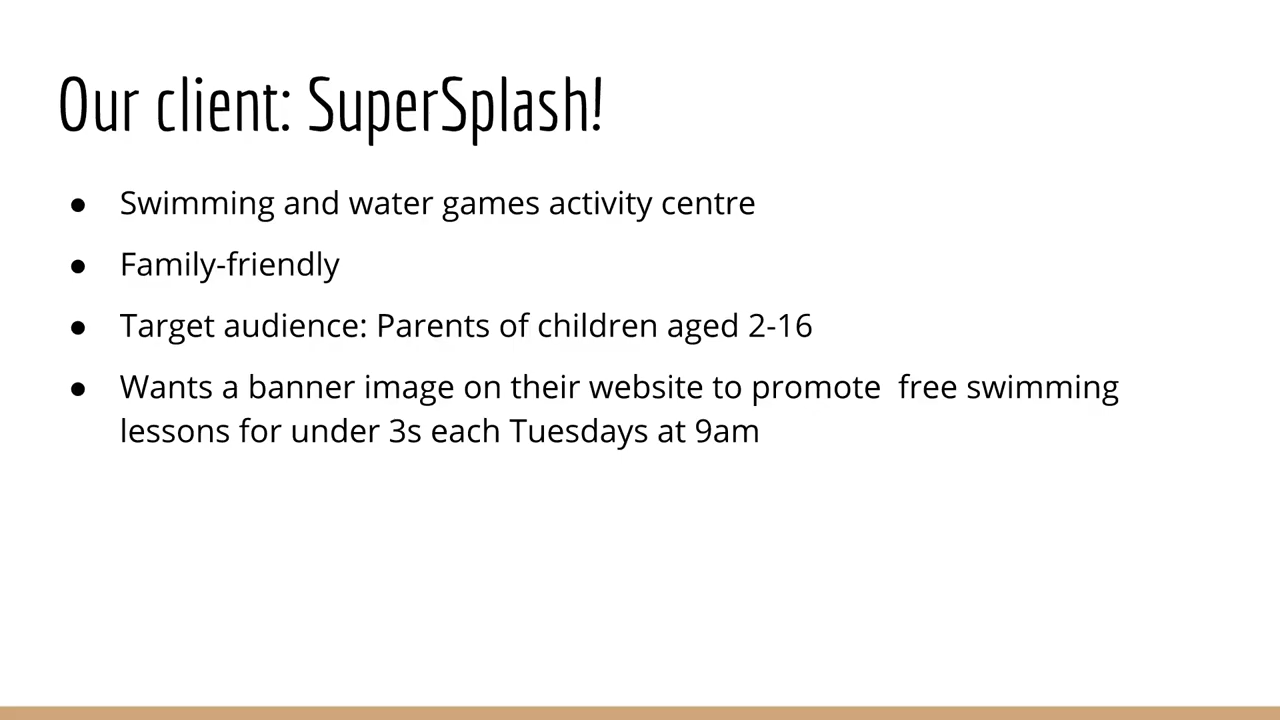 Our client: SuperSplash!
● Swimming and water games activity centre
● Family-friendly
● Target audience: Parents of children aged 2-16
● Wants a banner image on their website to promote  free swimming
lessons for under 3s each Tuesdays at 9am